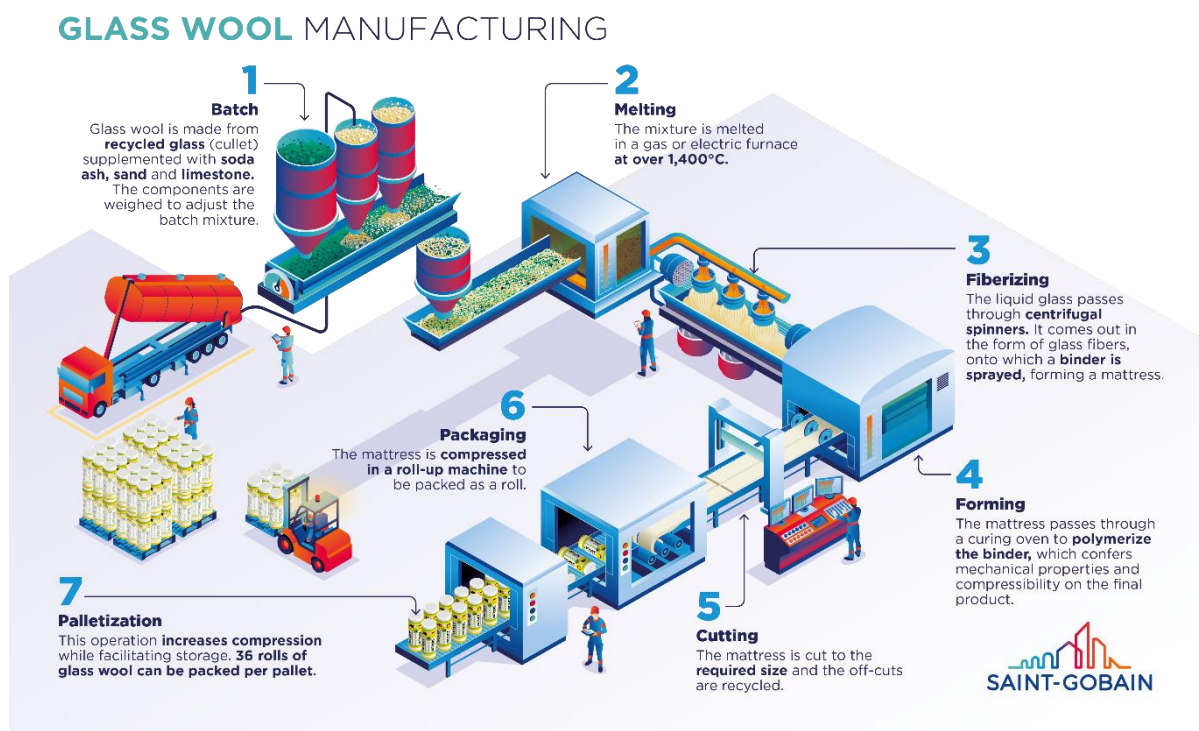 GLASS WOOL MANUFACTURING
1
Batch
Glass wool is made from
recycled glass (cullet)
supplemented with soda
ash, sand and limestone.
The components are
weighed to adjust the
batch mixture.
2
Melting
The mixture is melted
in a gas or electric furnace
at over 1,400°C.
3
Fiberizing
The liquid glass passes
through centrifugal
spinners. It comes out in
the form of glass fibers,
onto which a binder is
sprayed, forming a mattress.
4
Forming
The mattress passes through
a curing oven to polymerize
the binder, which confers
mechanical properties and
compressibility on the final
product.
5
Cutting
The mattress is cut to the
required size and the off-cuts
are recycled.
6
Packaging
The mattress is compressed
in a roll-up machine to
be packed as a roll.
7
Palletization
This operation increases compression
while facilitating storage. 36 rolls of
glass wool can be packed per pallet.
SAINT-GOBAIN